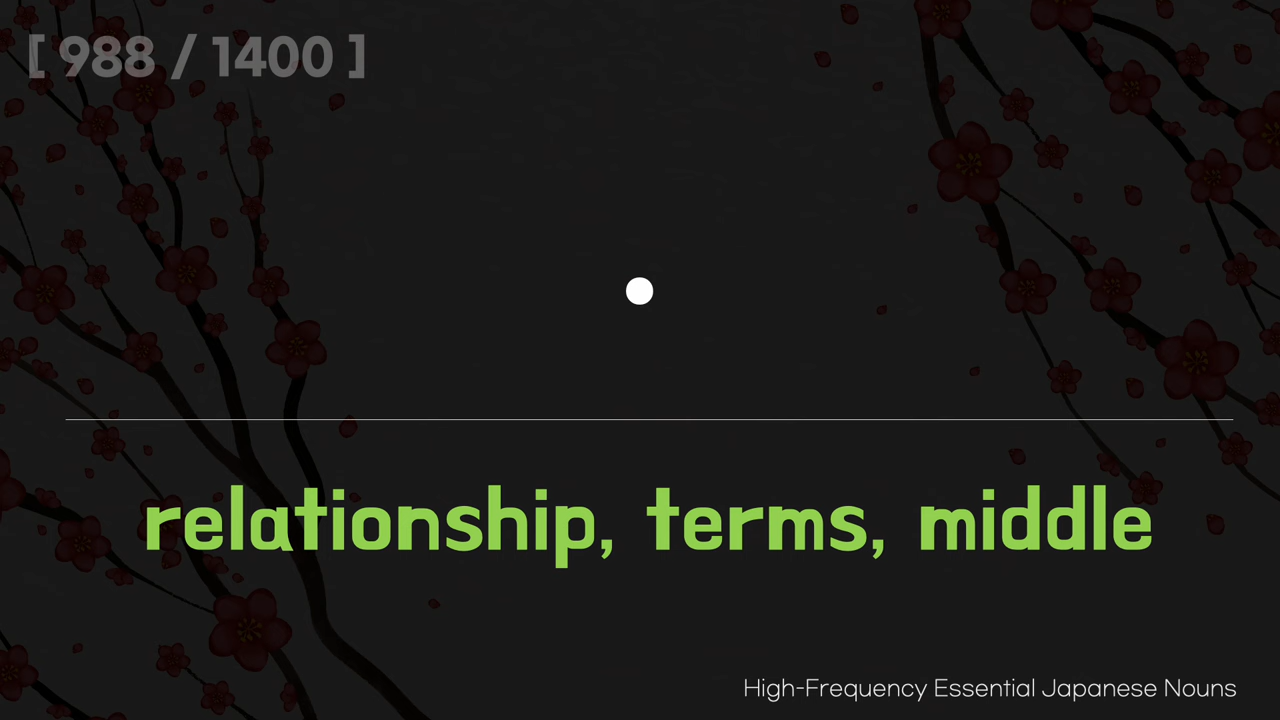 [ 988 / 1400 ]
relationship, terms, middle
High-Frequency Essential Japanese Nouns